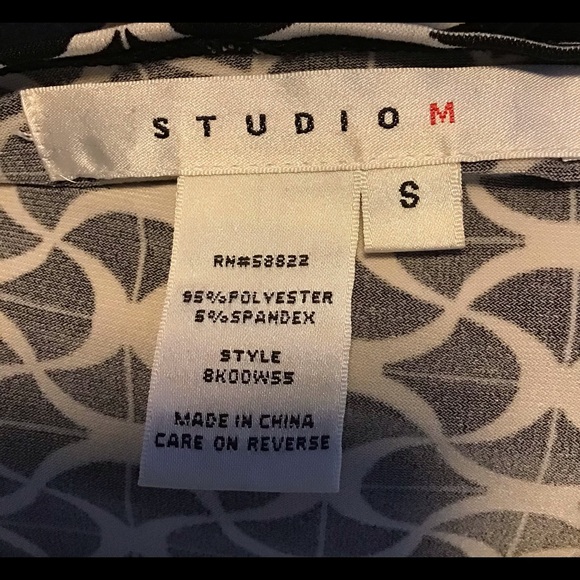 STUDIO M
S
RN#58822
95%POLYESTER
5%SPANDEX
STYLE
8K00W55
MADE IN CHINA
CARE ON REVERSE